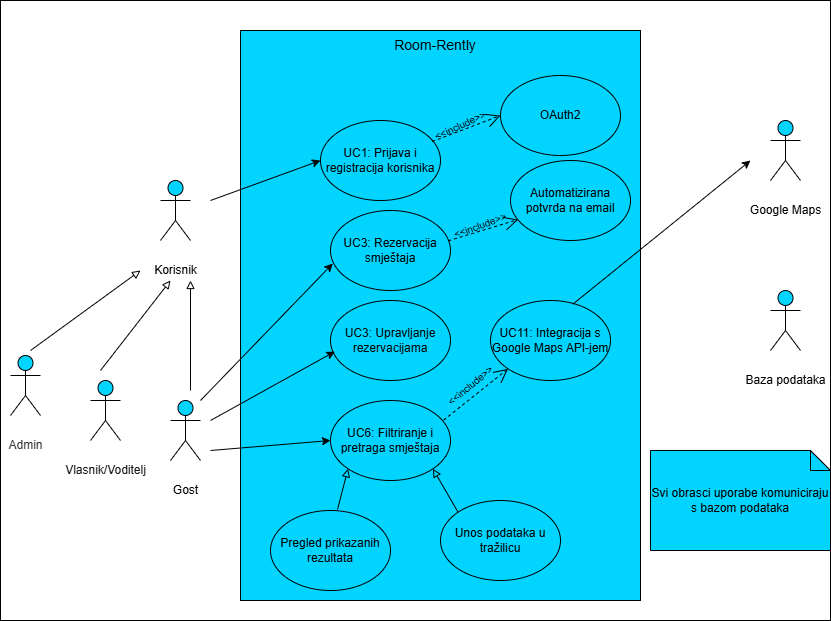 Room-Rently
OAuth2
<<include>>
UC1: Prijava i
registracija korisnika
Google Maps
Automatizirana
potvrda na email
<<include>>
Korisnik
UC3: Rezervacija
smještaja
UC3: Upravljanje
rezervacijama
UC11: Integracija s
Google Maps API-jem
Baza podataka
<<include>>
Admin
Vlasnik/Voditelj
Gost
UC6: Filtriranje i
pretraga smještaja
Svi obrasci uporabe komuniciraju
s bazom podataka
Pregled prikazanih
rezultata
Unos podataka u
tražilicu